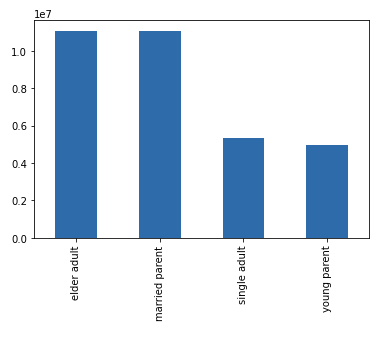 1e7
1.0
0.8
0.6
0.4
0.2
0.0
elder adult
married parent
single adult
young parent